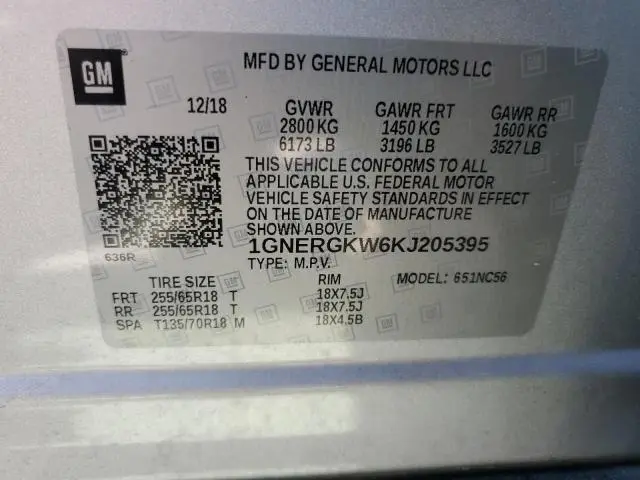 GM
MFD BY GENERAL MOTORS LLC
12/18 GVWR GAWR FRT GAWR RR
2800 KG 1450 KG 1600 KG
6173 LB 3196 LB 3527 LB
THIS VEHICLE CONFORMS TO ALL
APPLICABLE U.S. FEDERAL MOTOR
VEHICLE SAFETY STANDARDS IN EFFECT
ON THE DATE OF MANUFACTURE
SHOWN ABOVE.
1GNERGKW6KJ205395
636R
TYPE: M.P.V. MODEL: 651NC56
TIRE SIZE RIM
FRT 255/65R18 T 18X7.5J
RR 255/65R18 T 18X7.5J
SPA T135/70R18 M 18X4.5B